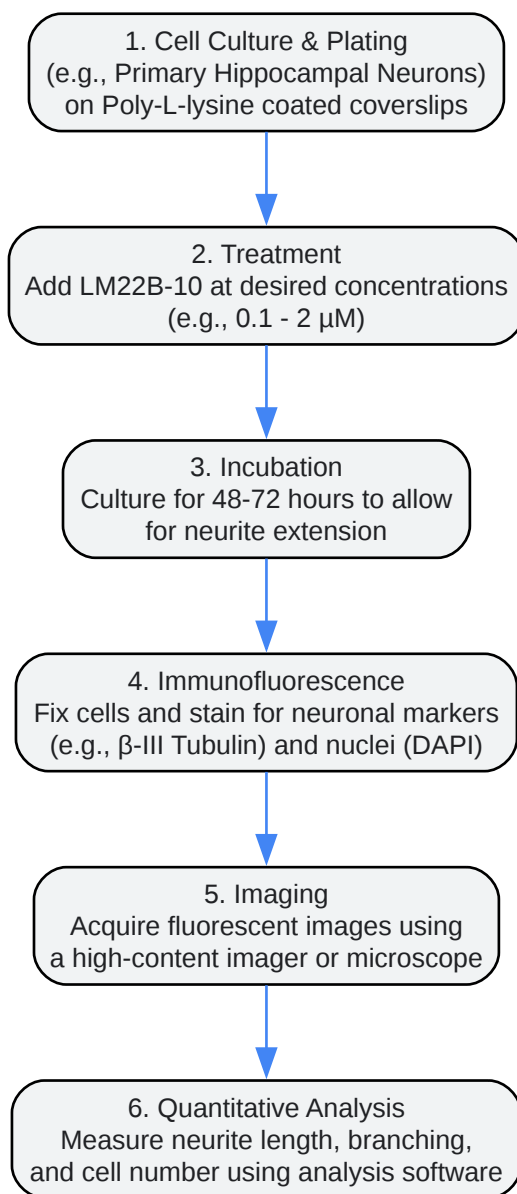 1. Cell Culture & Plating
(e.g., Primary Hippocampal Neurons)
on Poly-L-lysine coated coverslips
2. Treatment
Add LM22B-10 at desired concentrations
(e.g., 0.1 - 2 µM)
3. Incubation
Culture for 48-72 hours to allow
for neurite extension
4. Immunofluorescence
Fix cells and stain for neuronal markers
(e.g., β-III Tubulin) and nuclei (DAPI)
5. Imaging
Acquire fluorescent images using
a high-content imager or microscope
6. Quantitative Analysis
Measure neurite length, branching,
and cell number using analysis software